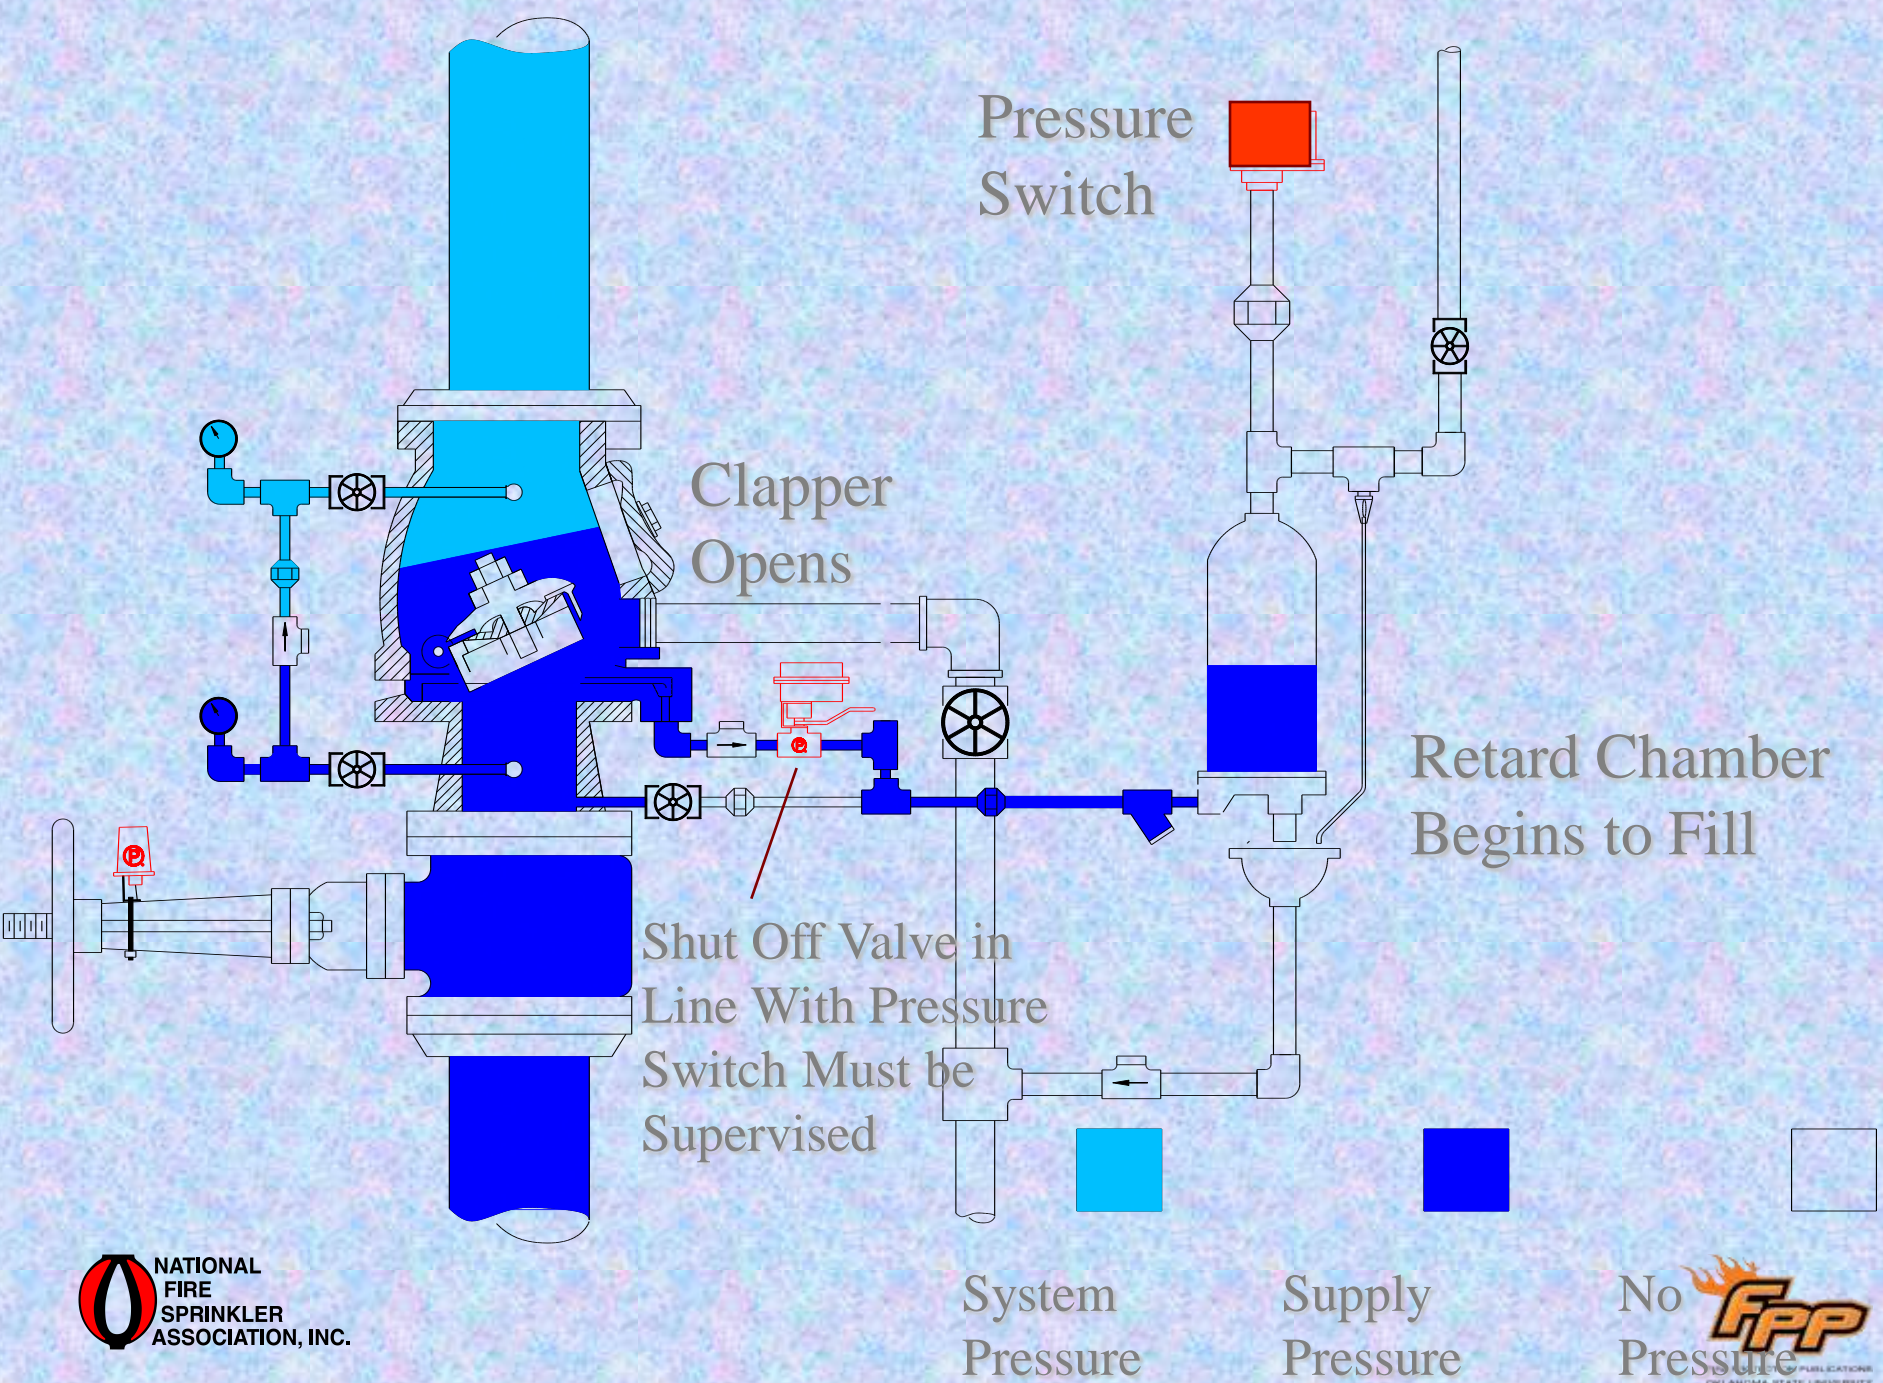 Pressure
Switch
Clapper
Opens
Retard Chamber
Begins to Fill
Shut Off Valve in
Line With Pressure
Switch Must be
Supervised
System
Pressure
Supply
Pressure
No
Pressure
NATIONAL
FIRE
SPRINKLER
ASSOCIATION, INC.
FPP